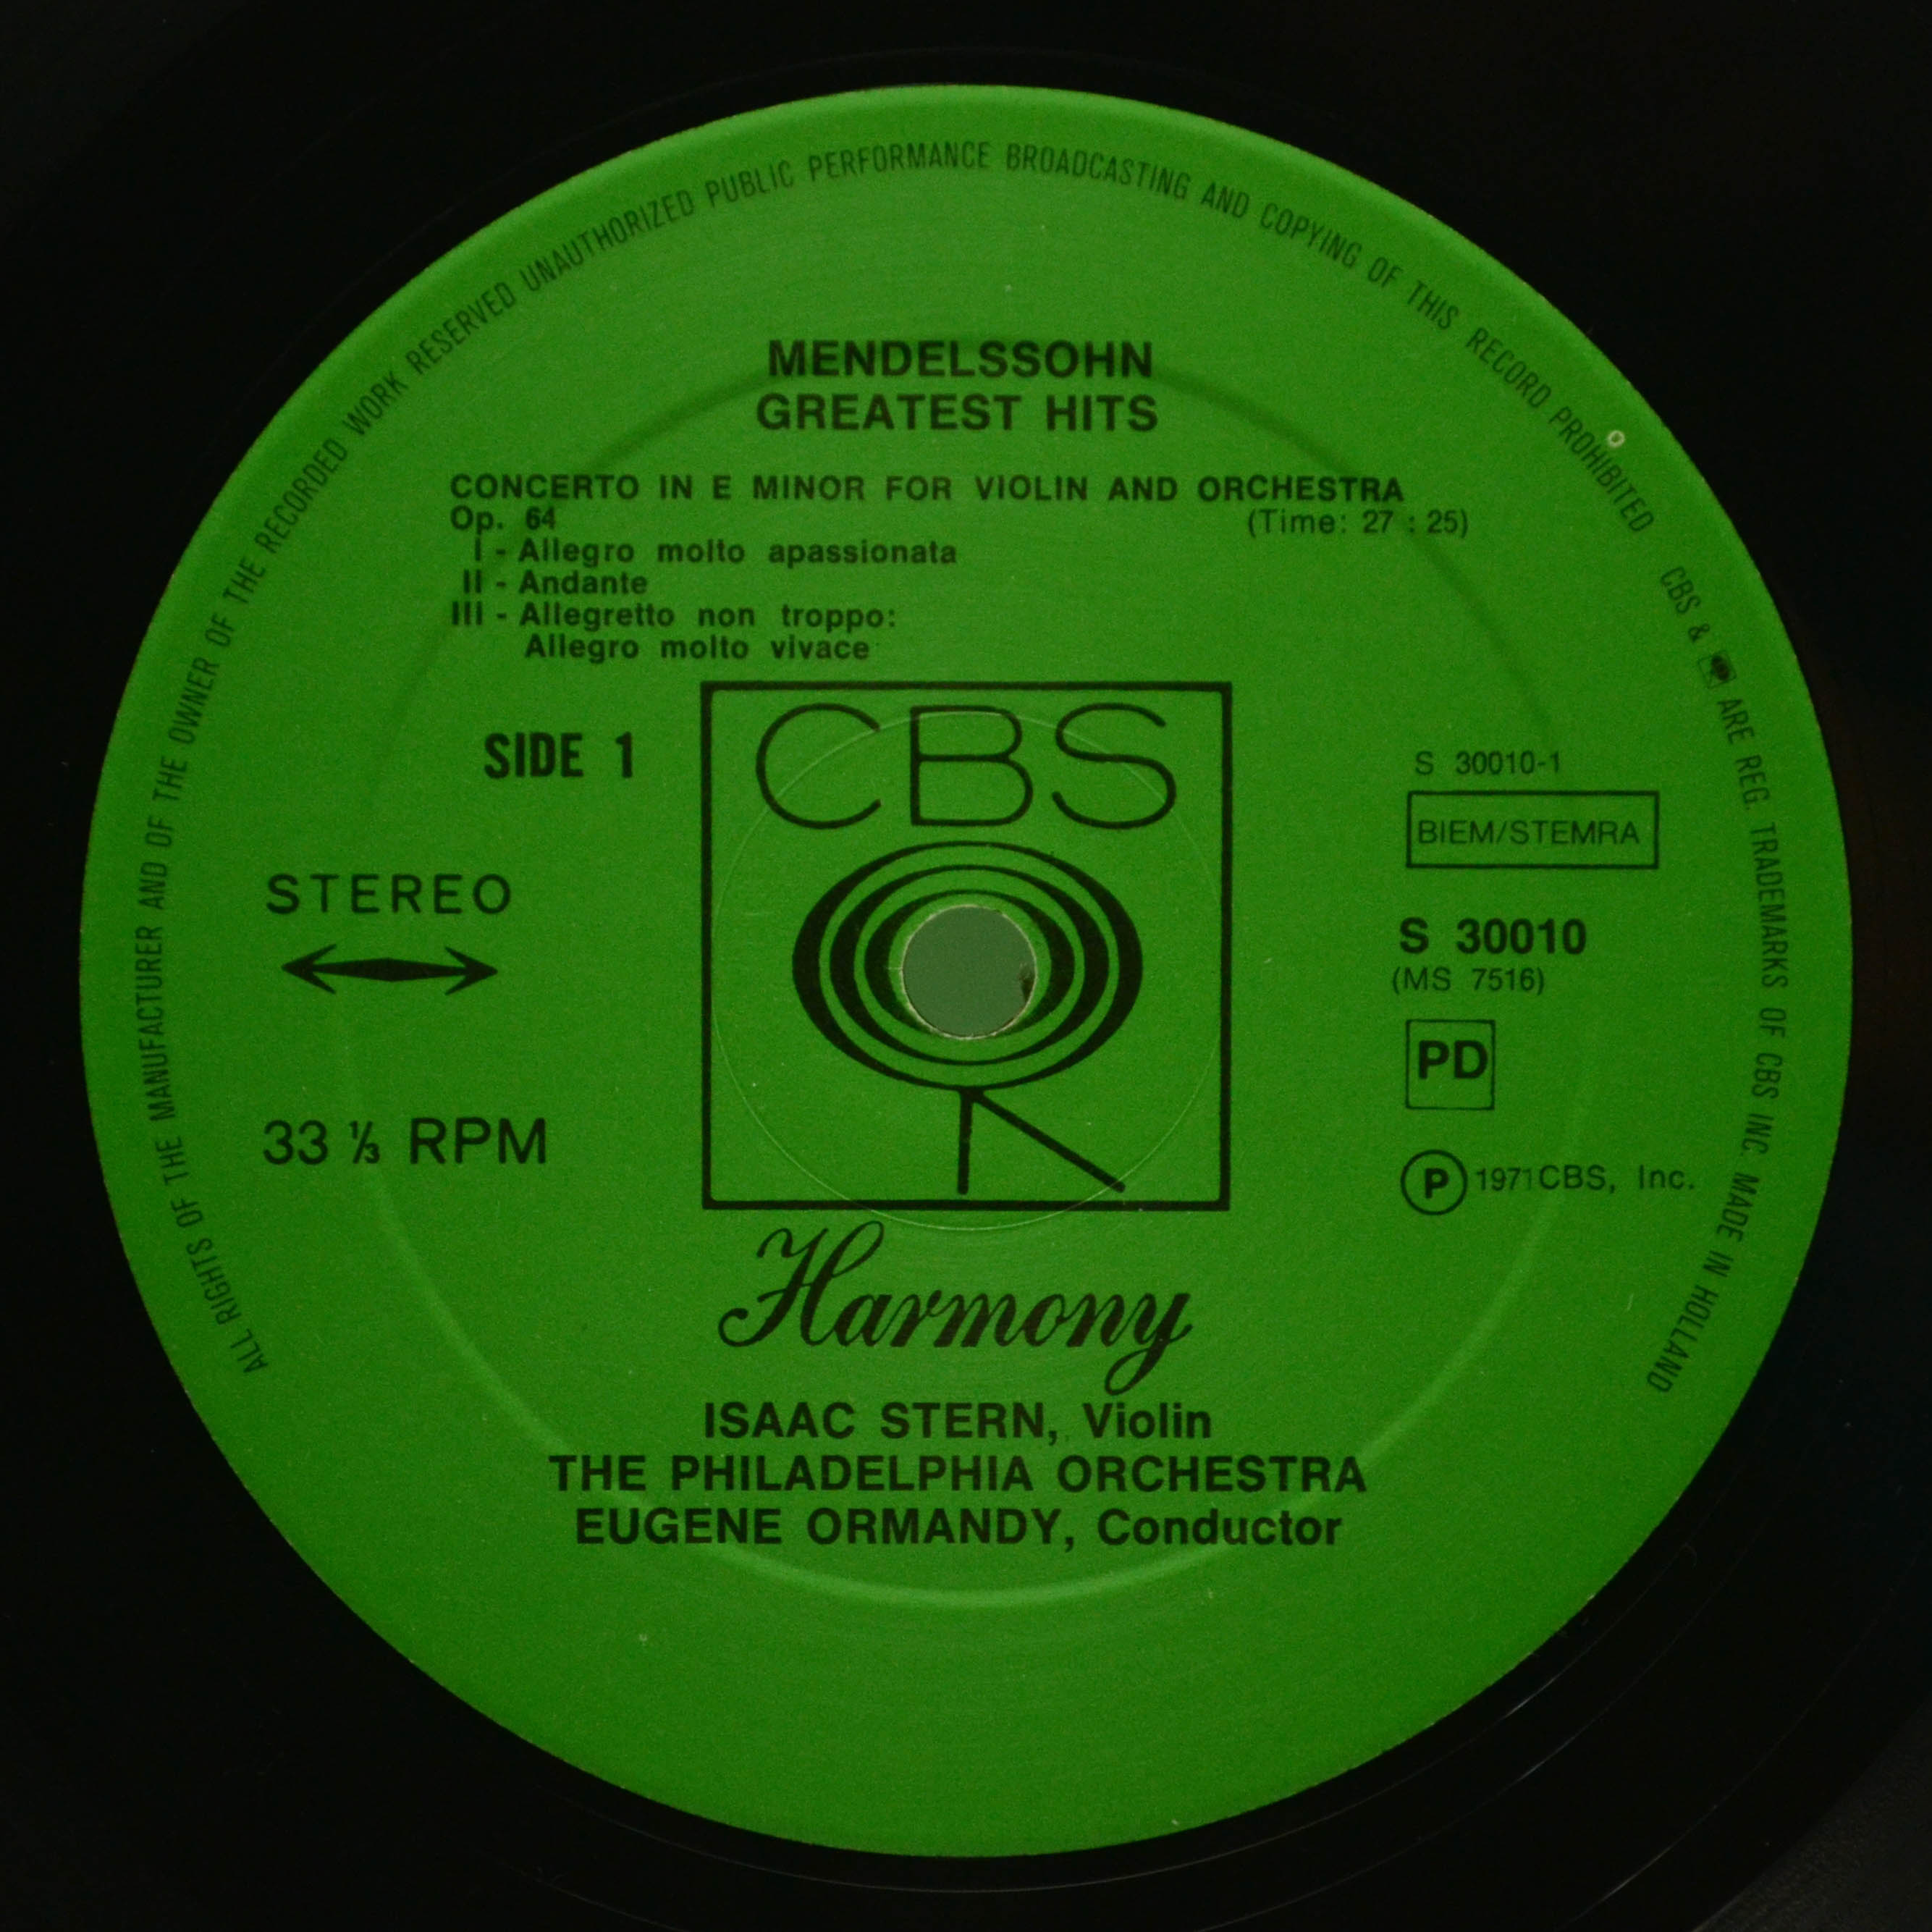 ALL RIGHTS OF THE MANUFACTURER AND OF THE OWNER OF THE RECORDED WORK RESERVED UNAUTHORIZED PUBLIC PERFORMANCE BROADCASTING AND COPYING OF THIS RECORD PROHIBITED CBS & ARE REG. TRADEMARKS OF CBS INC. MADE IN HOLLAND
MENDELSSOHN
GREATEST HITS
CONCERTO IN E MINOR FOR VIOLIN AND ORCHESTRA
Op. 64 (Time: 27 : 25)
I - Allegro molto apassionata
II - Andante
III - Allegretto non troppo:
Allegro molto vivace
SIDE 1
CBS
S 30010-1
BIEM/STEMRA
STEREO
S 30010
(MS 7516)
PD
33 ⅓ RPM
P 1971 CBS, Inc.
Harmony
ISAAC STERN, Violin
THE PHILADELPHIA ORCHESTRA
EUGENE ORMANDY, Conductor